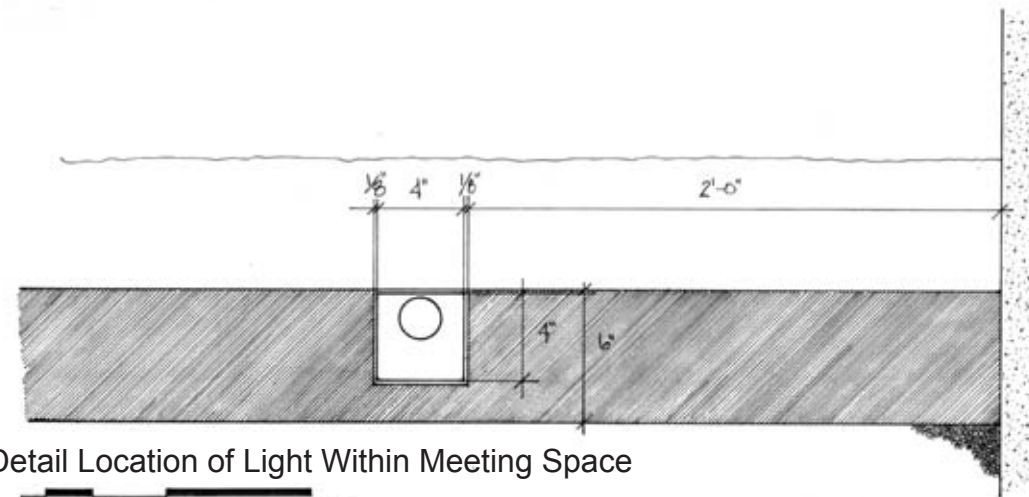 ⅛" 4" ⅛" 2'-0"
4" 6"
Detail Location of Light Within Meeting Space